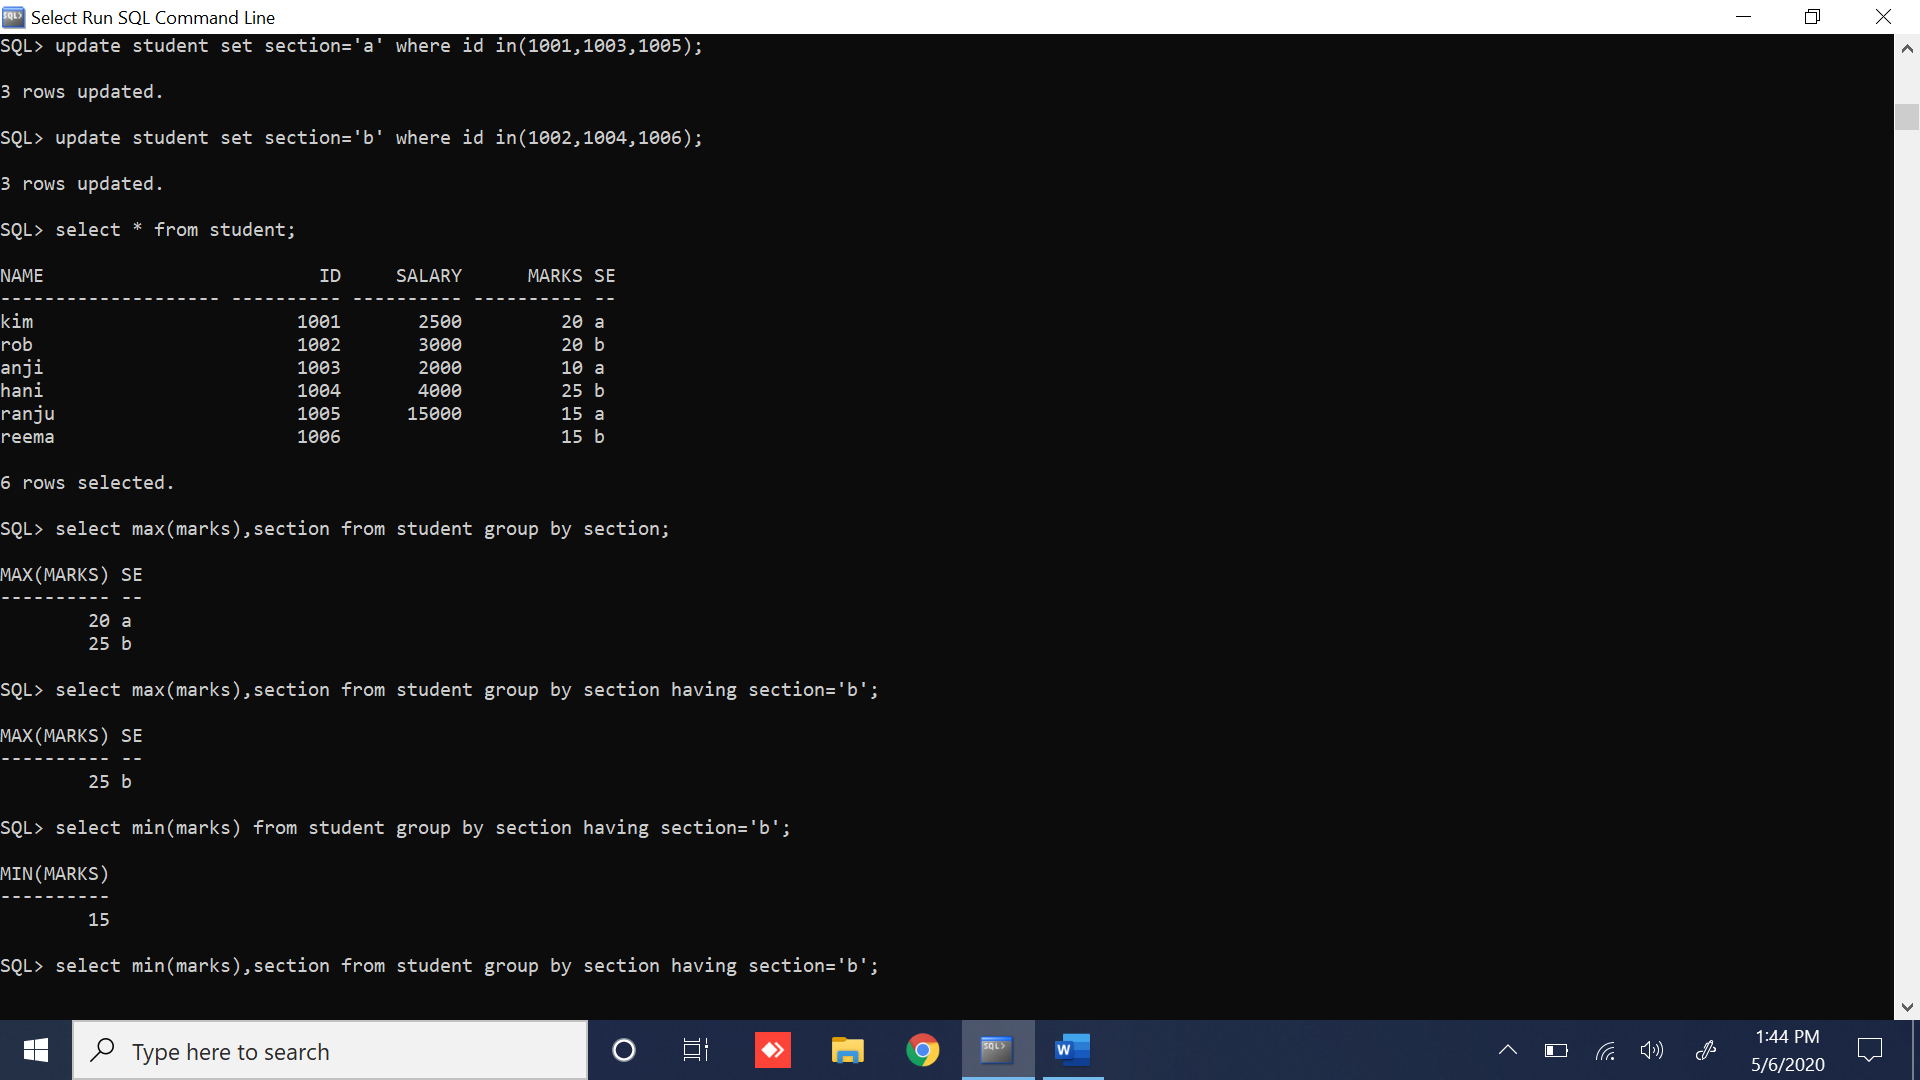 Select Run SQL Command Line
SQL> update student set section='a' where id in(1001,1003,1005);
3 rows updated.
SQL> update student set section='b' where id in(1002,1004,1006);
3 rows updated.
SQL> select * from student;
NAME                         ID     SALARY      MARKS SE
-------------------- ---------- ---------- ---------- --
kim                        1001       2500         20 a
rob                        1002       3000         20 b
anji                       1003       2000         10 a
hani                       1004       4000         25 b
ranju                      1005      15000         15 a
reema                      1006                    15 b
6 rows selected.
SQL> select max(marks),section from student group by section;
MAX(MARKS) SE
---------- --
        20 a
        25 b
SQL> select max(marks),section from student group by section having section='b';
MAX(MARKS) SE
---------- --
        25 b
SQL> select min(marks) from student group by section having section='b';
MIN(MARKS)
----------
        15
SQL> select min(marks),section from student group by section having section='b';
Type here to search
SQL>
W
1:44 PM
5/6/2020